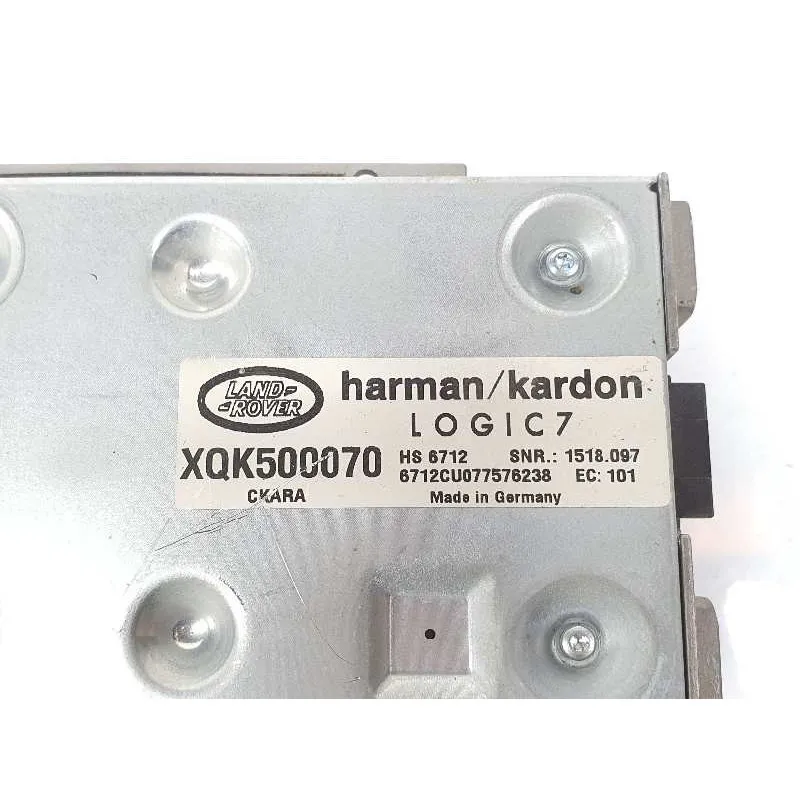 LAND-
-ROVER
harman/kardon
LOGIC7
XQK500070
HS 6712 SNR.: 1518.097
6712CU077576238 EC: 101
CKARA
Made in Germany